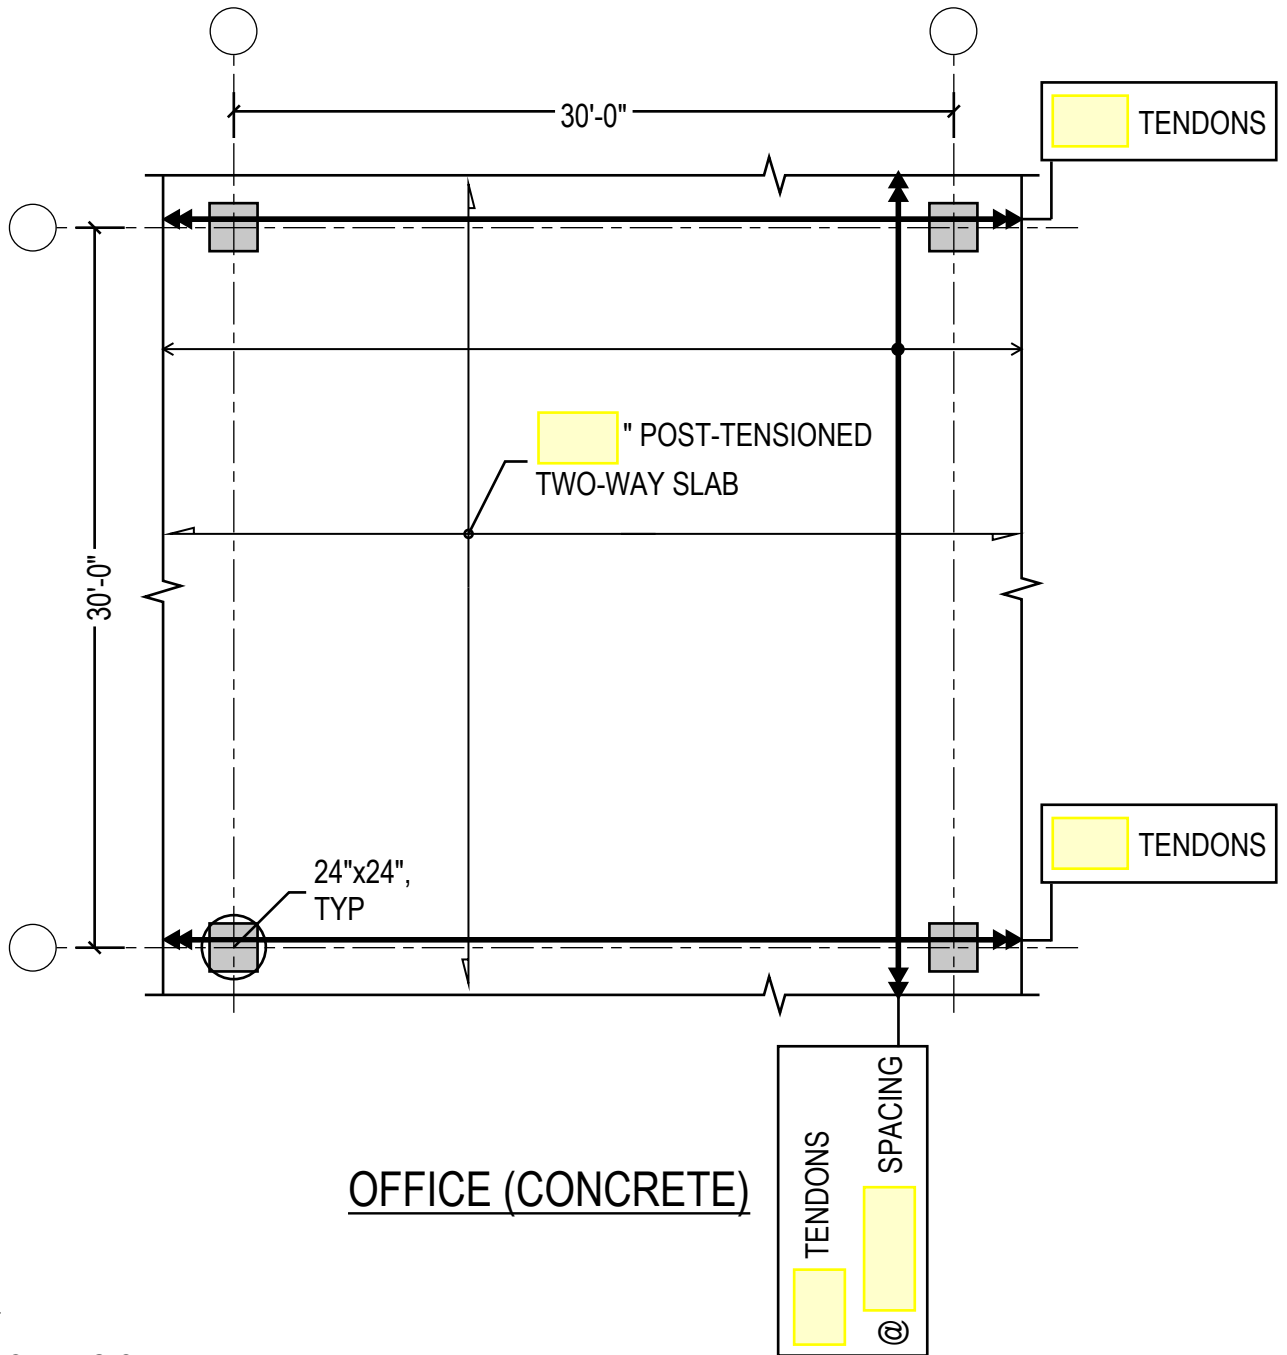 30'-0"
TENDONS
" POST-TENSIONED
TWO-WAY SLAB
30'-0"
TENDONS
24"x24",
TYP
TENDONS
@ SPACING
OFFICE (CONCRETE)